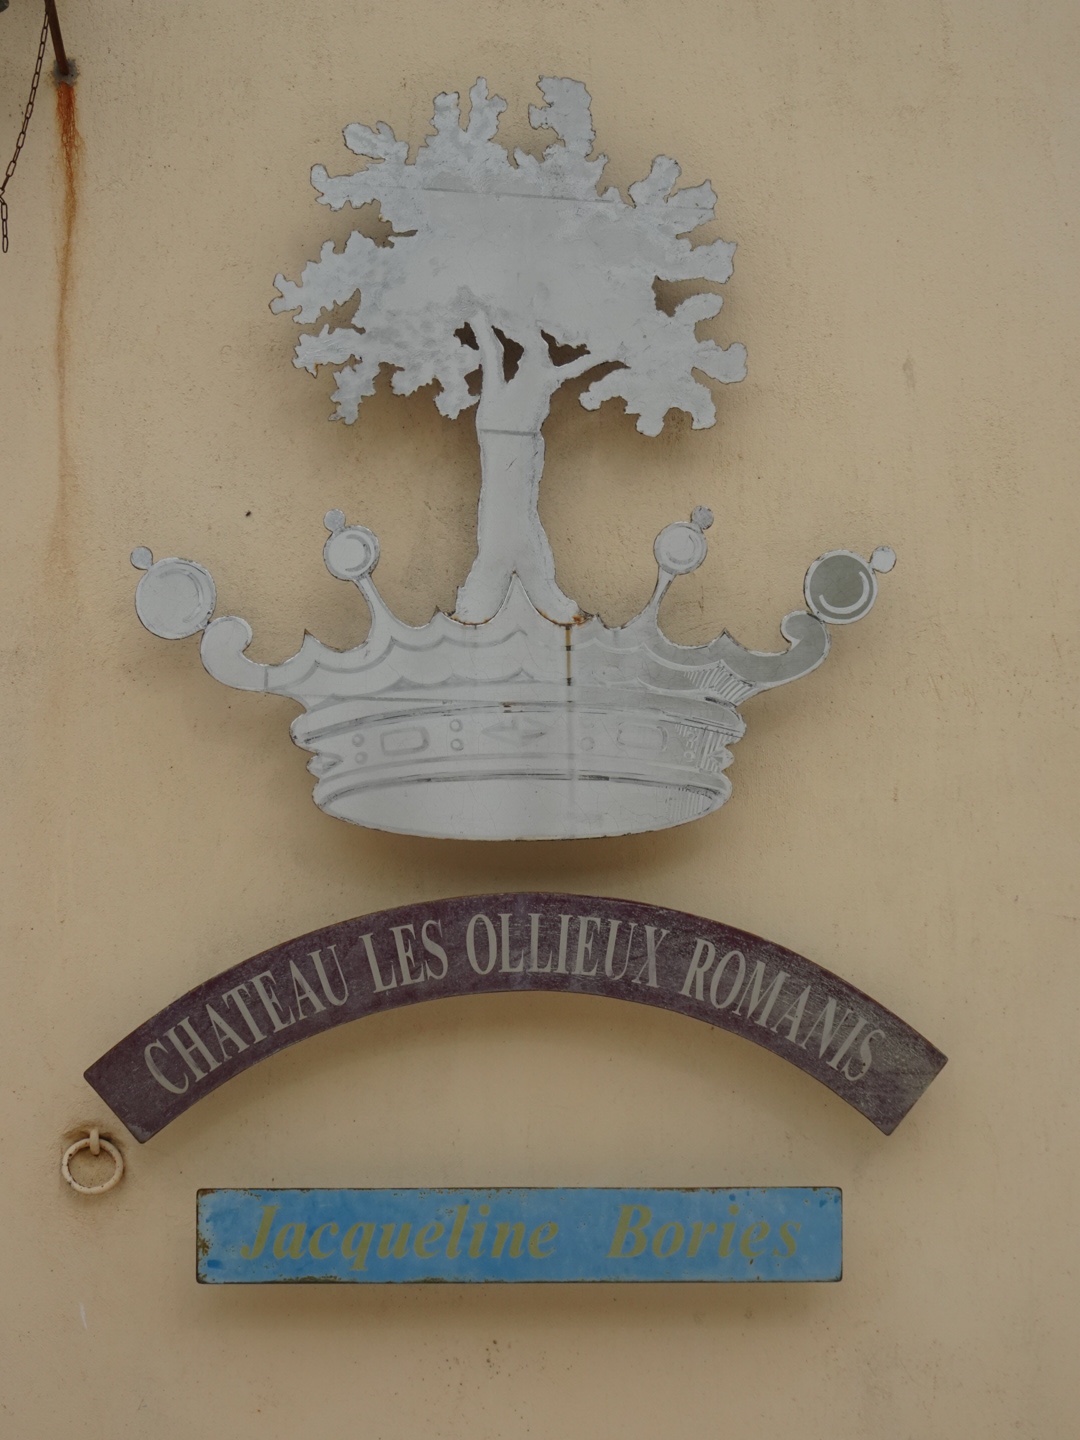 CHATEAU LES OLLIEUX ROMANIS
Jacqueline Bories